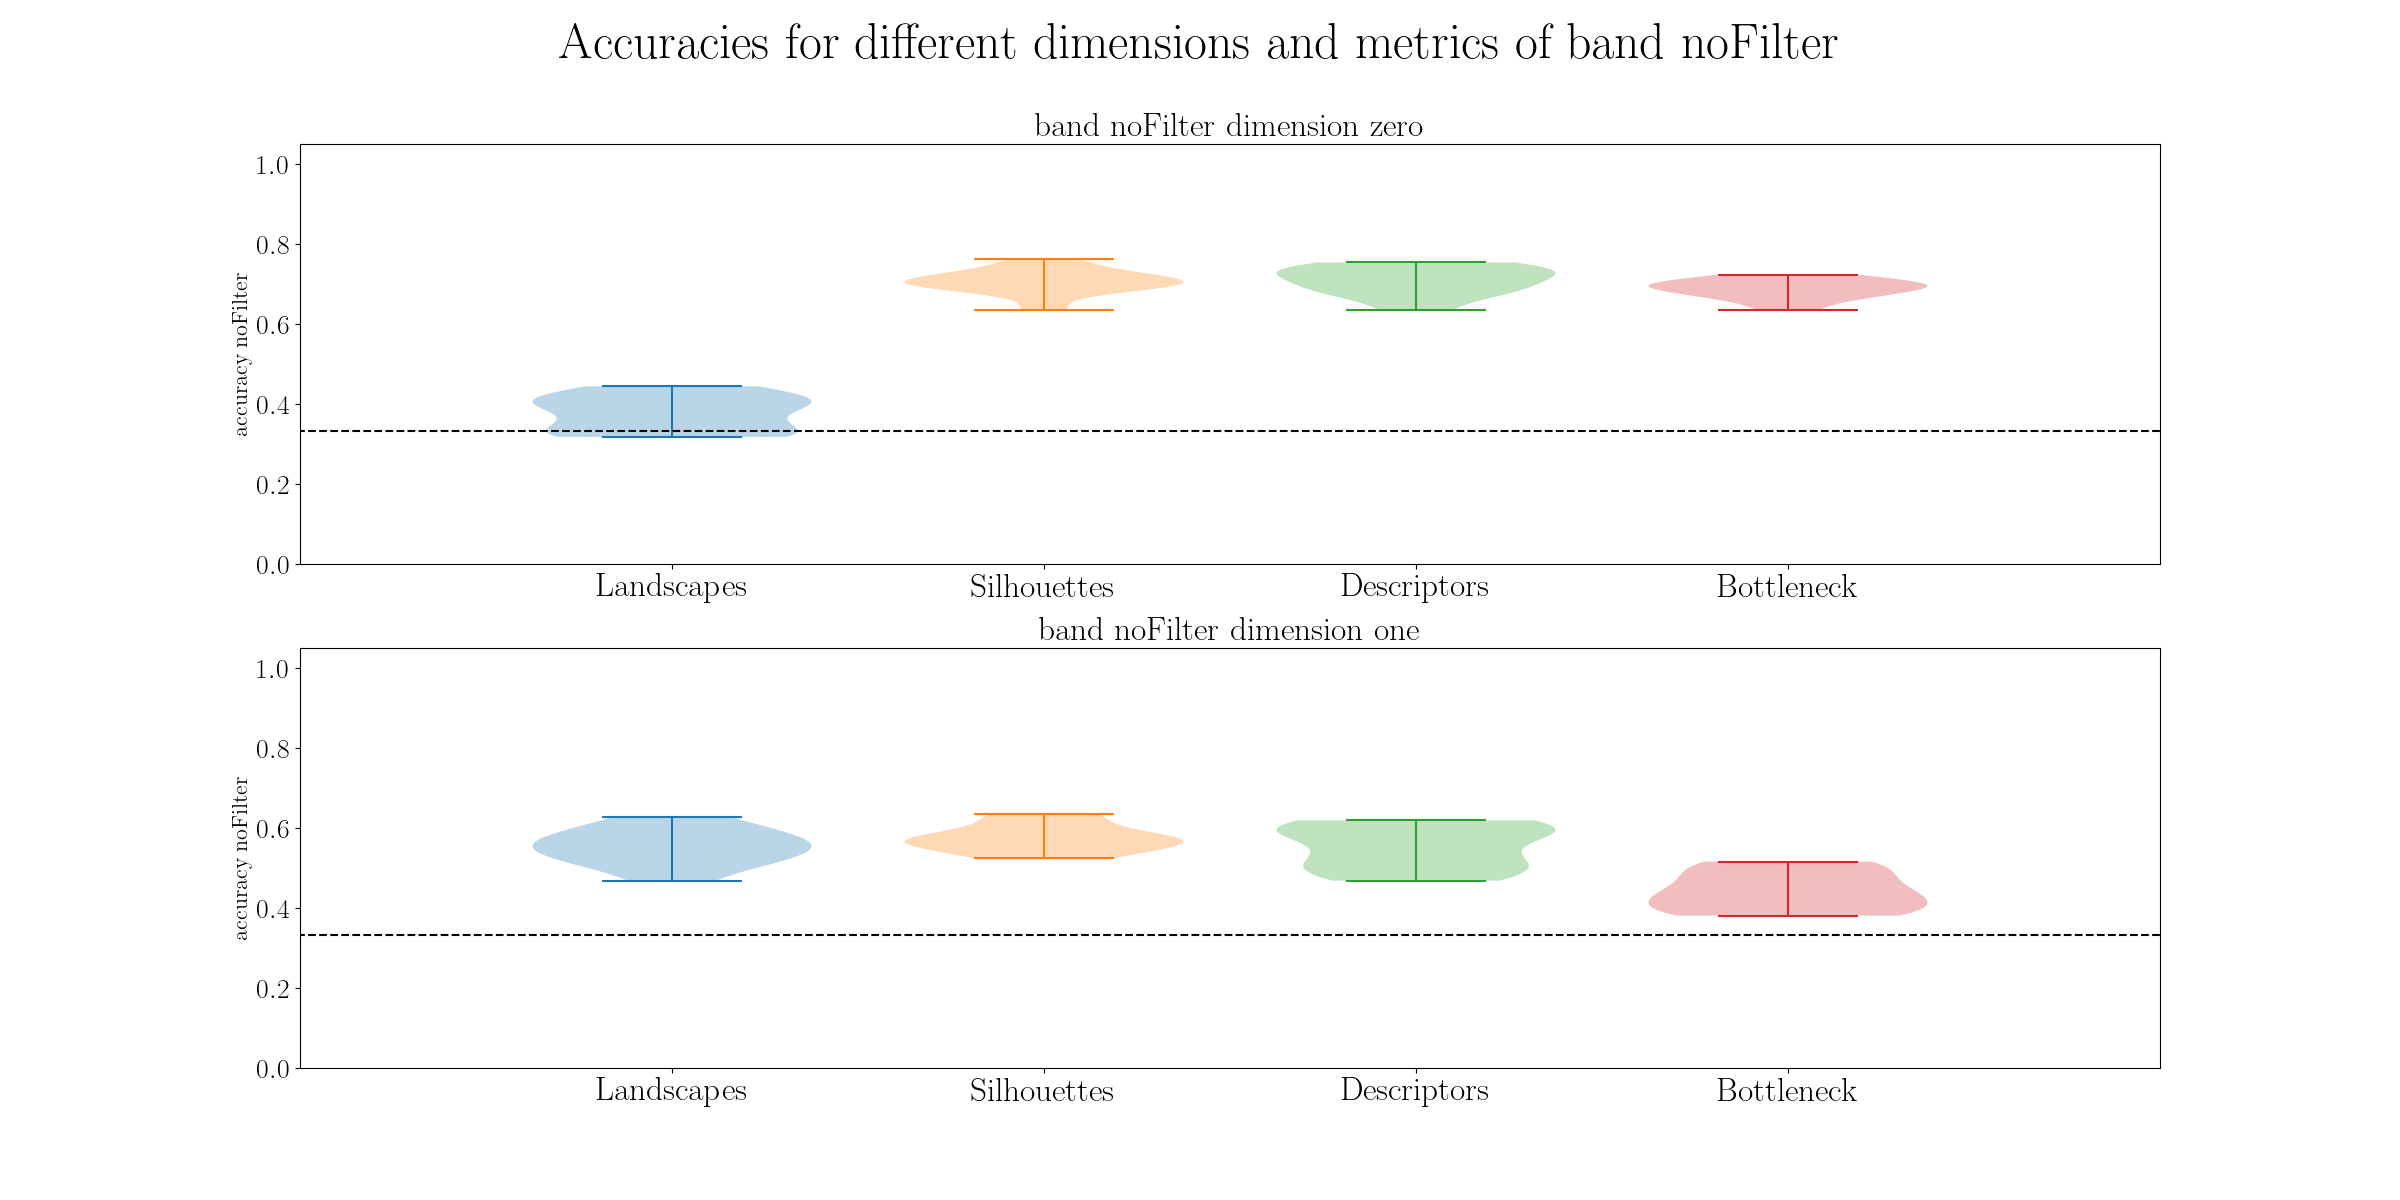 Accuracies for different dimensions and metrics of band noFilter
band noFilter dimension zero
accuracy noFilter
1.0
0.8
0.6
0.4
0.2
0.0
Landscapes Silhouettes Descriptors Bottleneck
band noFilter dimension one
accuracy noFilter
1.0
0.8
0.6
0.4
0.2
0.0
Landscapes Silhouettes Descriptors Bottleneck